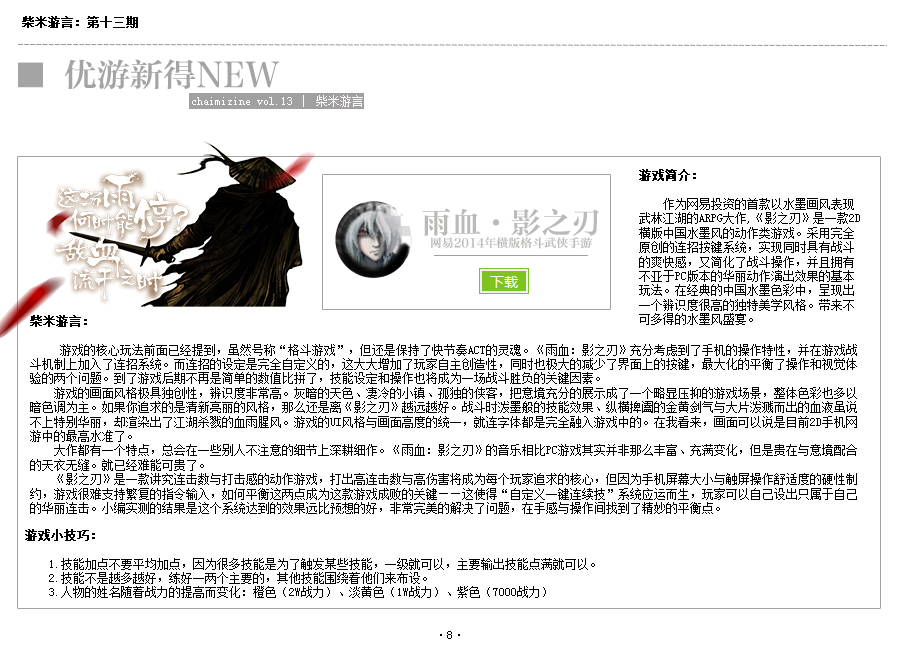 柴米游言：第十三期
优游新得NEW
chaimizine vol.13 | 柴米游言
这一场雨
何时能停？
敌血
流干之时
雨血·影之刃
网易2014年横版格斗武侠手游
下载
游戏简介：
作为网易投资的首款以水墨画风表现
武林江湖的ARPG大作,《影之刃》是一款2D
横版中国水墨风的动作类游戏。采用完全
原创的连招按键系统，实现同时具有战斗
的爽快感，又简化了战斗操作，并且拥有
不亚于PC版本的华丽动作演出效果的基本
玩法。在经典的中国水墨色彩中，呈现出
一个辨识度很高的独特美学风格。带来不
可多得的水墨风盛宴。
柴米游言：
游戏的核心玩法前面已经提到，虽然号称“格斗游戏”，但还是保持了快节奏ACT的灵魂。《雨血：影之刃》充分考虑到了手机的操作特性，并在游戏战
斗机制上加入了连招系统。而连招的设定是完全自定义的，这大大增加了玩家自主创造性，同时也极大的减少了界面上的按键，最大化的平衡了操作和视觉体
验的两个问题。到了游戏后期不再是简单的数值比拼了，技能设定和操作也将成为一场战斗胜负的关键因素。
游戏的画面风格极具独创性，辨识度非常高。灰暗的天色、凄冷的小镇、孤独的侠客，把意境充分的展示成了一个略显压抑的游戏场景，整体色彩也多以
暗色调为主。如果你追求的是清新亮丽的风格，那么还是离《影之刃》越远越好。战斗时泼墨般的技能效果、纵横捭阖的金黄剑气与大片泼溅而出的血液虽说
不上特别华丽，却渲染出了江湖杀戮的血雨腥风。游戏的UI风格与画面高度的统一，就连字体都是完全融入游戏中的。在我看来，画面可以说是目前2D手机网
游中的最高水准了。
大作都有一个特点，总会在一些别人不注意的细节上深耕细作。《雨血：影之刃》的音乐相比PC游戏其实并非那么丰富、充满变化，但是贵在与意境配合
的天衣无缝。就已经难能可贵了。
《影之刃》是一款讲究连击数与打击感的动作游戏，打出高连击数与高伤害将成为每个玩家追求的核心，但因为手机屏幕大小与触屏操作舒适度的硬性制
约，游戏很难支持繁复的指令输入，如何平衡这两点成为这款游戏成败的关键——这使得“自定义一键连续技”系统应运而生，玩家可以自己设出只属于自己
的华丽连击。小编实测的结果是这个系统达到的效果远比预想的好，非常完美的解决了问题，在手感与操作间找到了精妙的平衡点。
游戏小技巧：
1.技能加点不要平均加点，因为很多技能是为了触发某些技能，一级就可以，主要输出技能点满就可以。
2.技能不是越多越好，练好一两个主要的，其他技能围绕着他们来布设。
3.人物的姓名随着战力的提高而变化：橙色（2W战力）、淡黄色（1W战力）、紫色（7000战力）
·8·